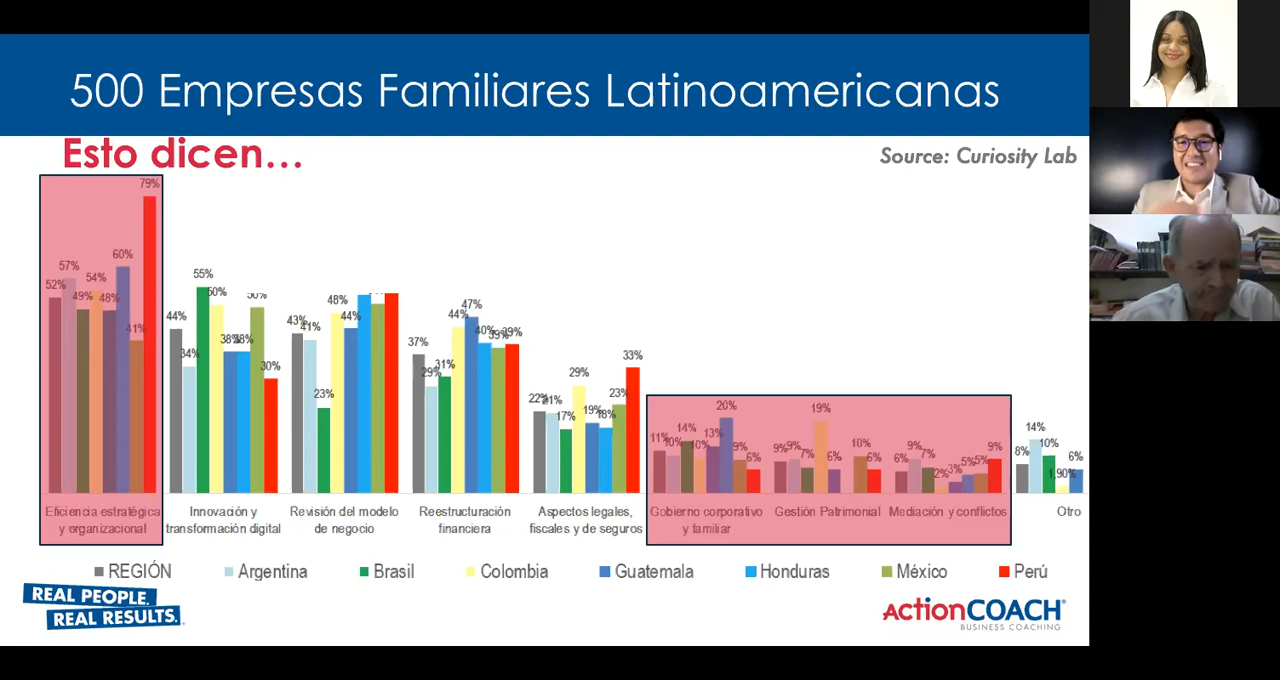 500 Empresas Familiares Latinoamericanas
Esto dicen...
Source: Curiosity Lab
52% 57% 49% 54% 48% 60% 41% 79%
44% 34% 55% 50% 38% 38% 30%
43% 41% 23% 48% 44%
37% 29% 31% 44% 47% 40% 39% 39%
22% 21% 17% 29% 19% 18% 23% 33%
11% 10% 14% 10% 13% 20% 9% 6%
9% 9% 7% 19% 6% 10% 6%
6% 9% 7% 2% 3% 5% 5% 9%
8% 14% 10% 1,90% 6%
Eficiencia estratégica
y organizacional
Innovación y
transformación digital
Revisión del modelo
de negocio
Reestructuración
financiera
Aspectos legales,
fiscales y de seguros
Gobierno corporativo
y familiar
Gestión Patrimonial
Mediación y conflictos
Otro
REGIÓN Argentina Brasil Colombia Guatemala Honduras México Perú
REAL PEOPLE.
REAL RESULTS.
ActionCOACH
BUSINESS COACHING